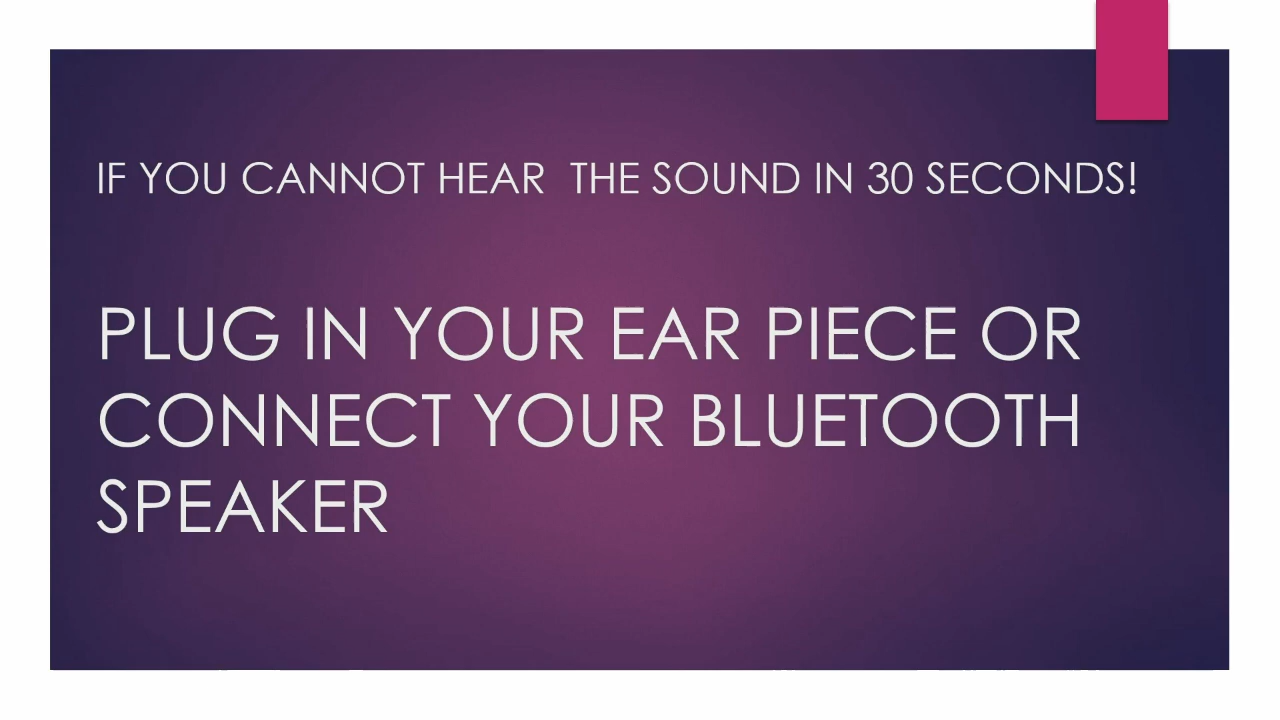 IF YOU CANNOT HEAR THE SOUND IN 30 SECONDS!
PLUG IN YOUR EAR PIECE OR
CONNECT YOUR BLUETOOTH
SPEAKER